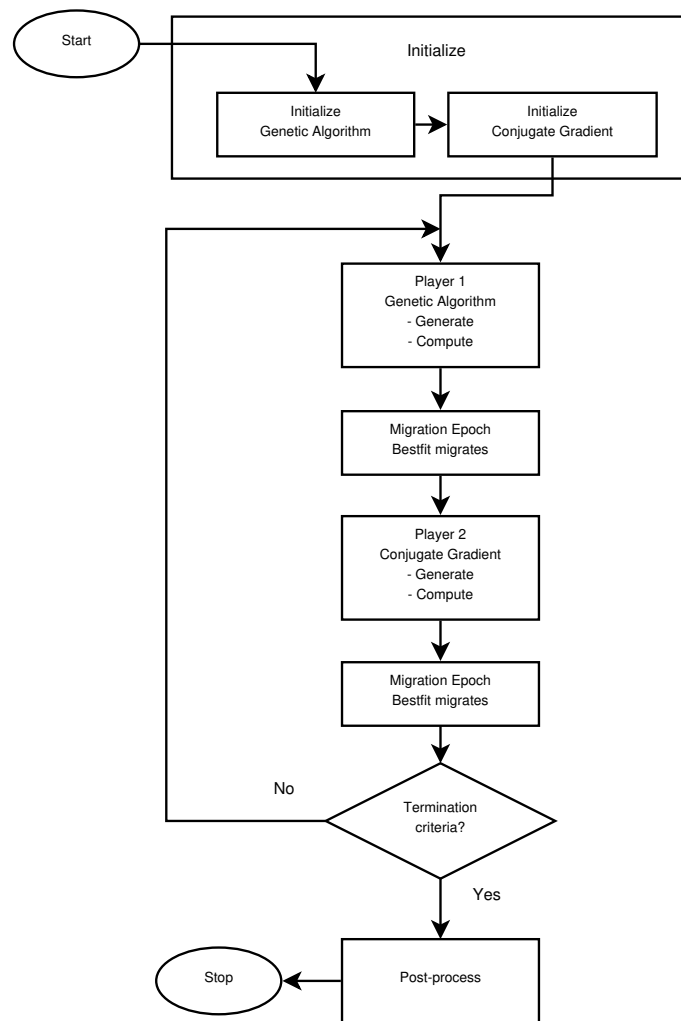 Start
Initialize
Initialize
Genetic Algorithm
Initialize
Conjugate Gradient
Player 1
Genetic Algorithm
- Generate
- Compute
Migration Epoch
Bestfit migrates
Player 2
Conjugate Gradient
- Generate
- Compute
Migration Epoch
Bestfit migrates
No
Termination
criteria?
Yes
Stop
Post-process